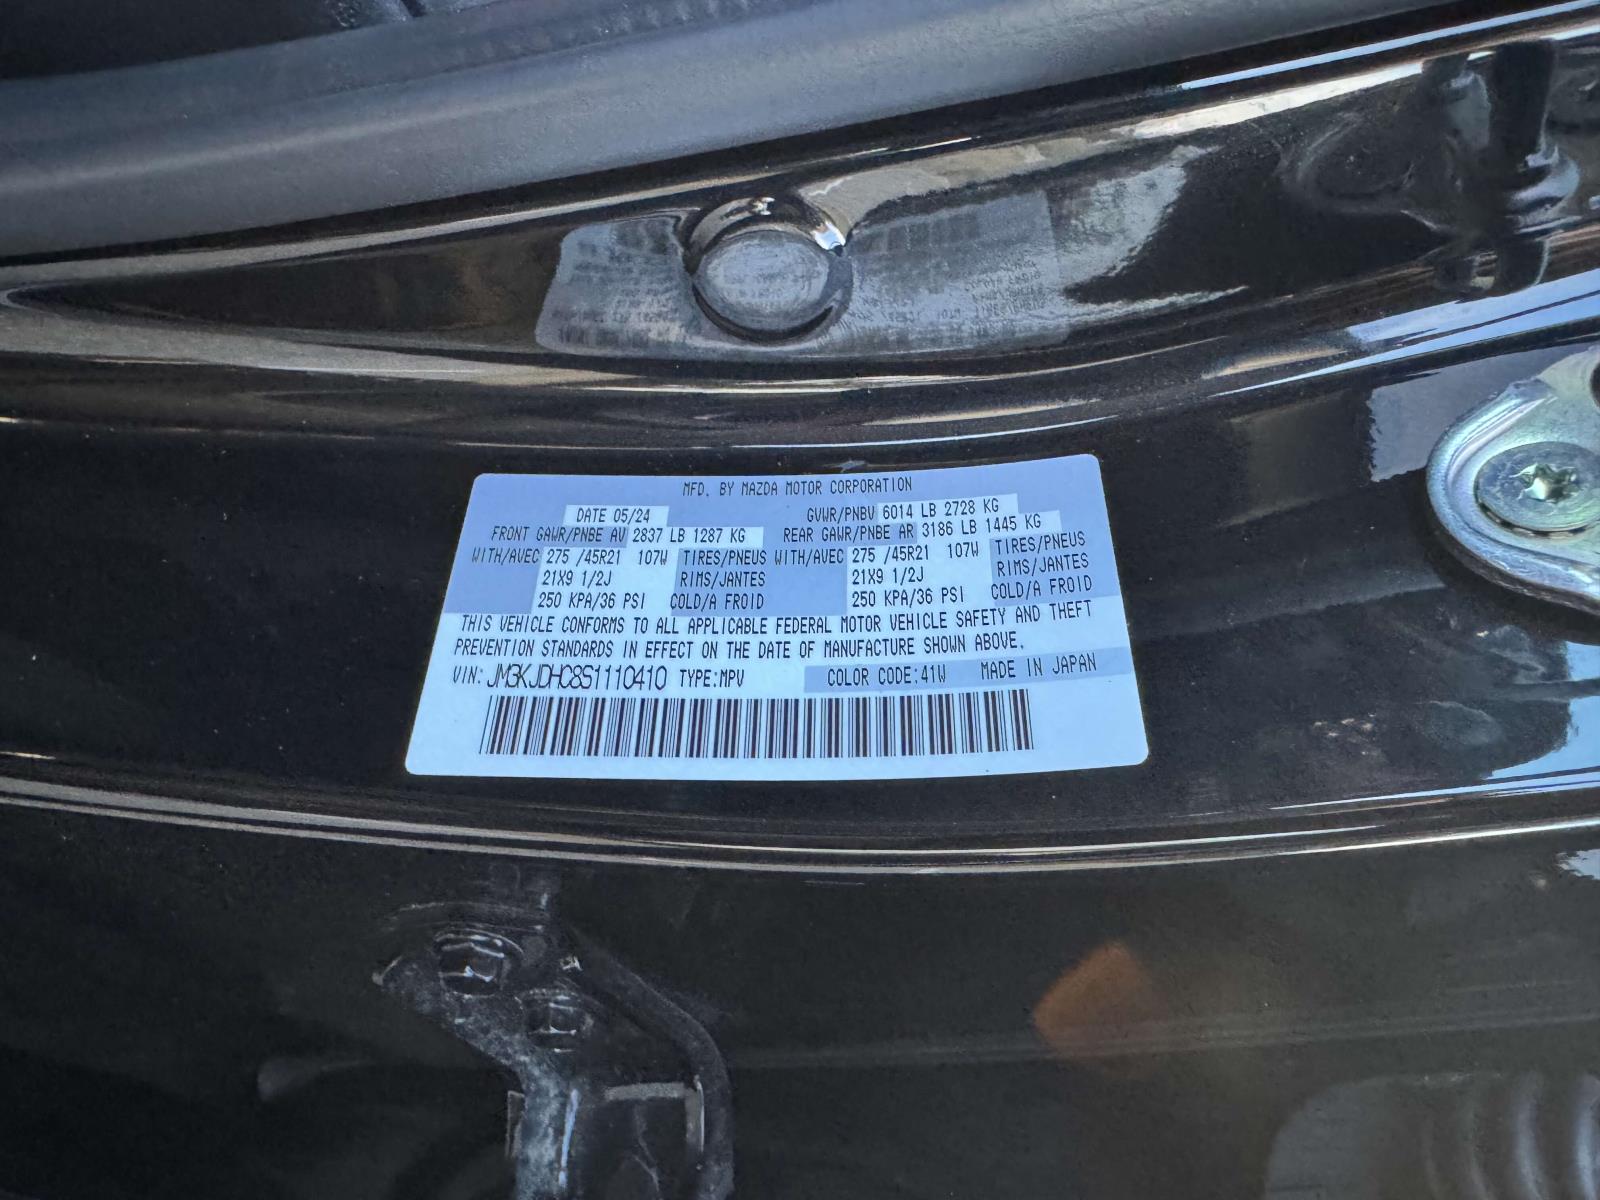 MFD. BY MAZDA MOTOR CORPORATION
DATE 05/24 GVWR/PNBV 6014 LB 2728 KG
FRONT GAWR/PNBE AV 2837 LB 1287 KG REAR GAWR/PNBE AR 3186 LB 1445 KG
WITH/AVEC 275 /45R21 107W TIRES/PNEUS WITH/AVEC 275 /45R21 107W TIRES/PNEUS
21X9 1/2J RIMS/JANTES 21X9 1/2J RIMS/JANTES
250 KPA/36 PSI COLD/A FROID 250 KPA/36 PSI COLD/A FROID
THIS VEHICLE CONFORMS TO ALL APPLICABLE FEDERAL MOTOR VEHICLE SAFETY AND THEFT
PREVENTION STANDARDS IN EFFECT ON THE DATE OF MANUFACTURE SHOWN ABOVE.
VIN: JM3KJDHC8S1110410 TYPE:MPV COLOR CODE:41W MADE IN JAPAN